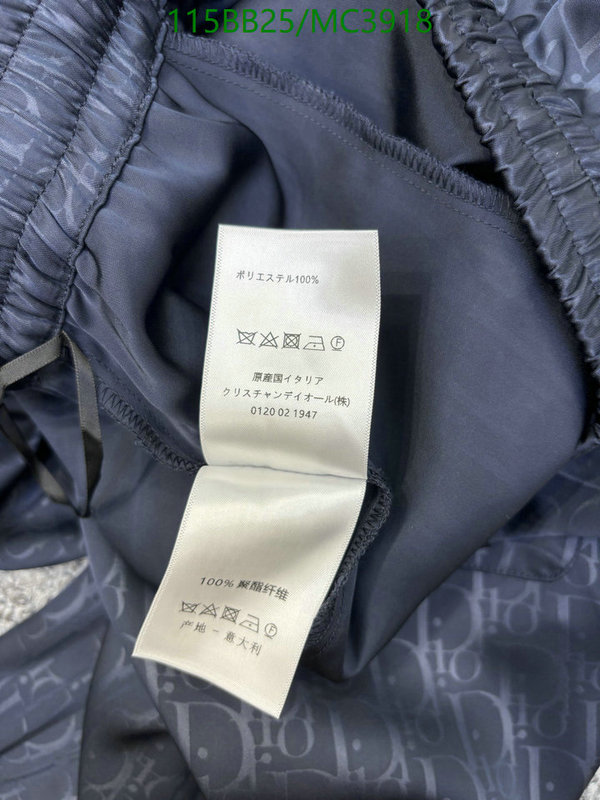 115BB25/MC3918
ポリエステル100%
F
原産国イタリア
クリスチャンディオール(株)
0120 02 1947
100% 聚酯纤维
F
产地 - 意大利
Dior